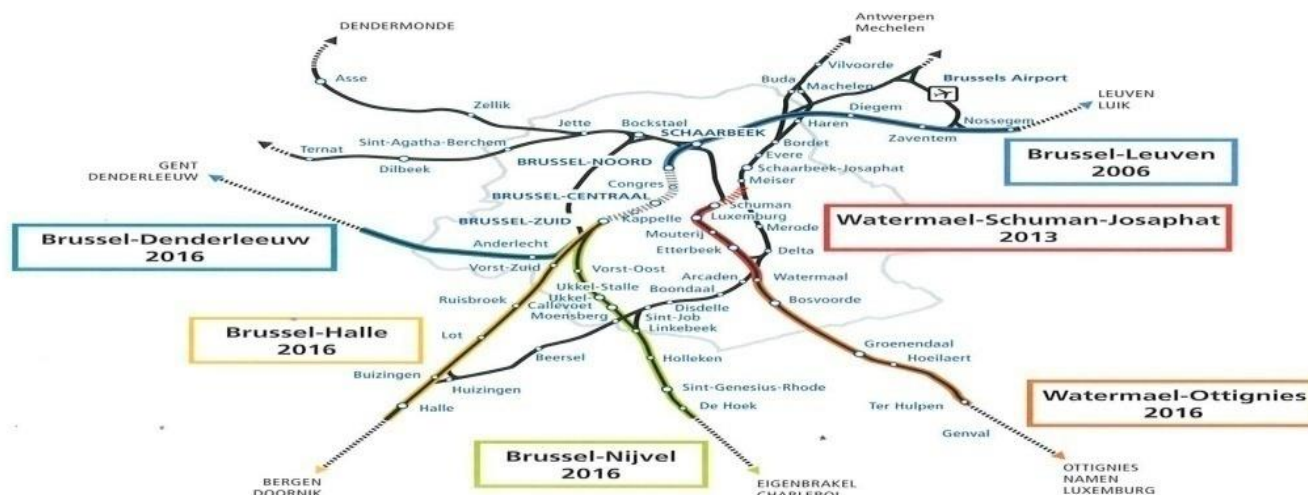 DENDERMONDE
Antwerpen
Mechelen
Asse
Vilvoorde
Buda
Machelen
Brussels Airport
Zellik
Jette
Bockstael
SCHAARBEEK
Diegem
Haren
LEUVEN
LUIK
Nossegem
Zaventem
Ternat
Sint-Agatha-Berchem
Dilbeek
BRUSSEL-NOORD
Bordet
Evere
Schaarbeek-Josaphat
Meiser
Brussel-Leuven
2006
GENT
DENDERLEEUW
Congres
BRUSSEL-CENTRAAL
BRUSSEL-ZUID
Kappelle
Schuman
Luxemburg
Merode
Mouterij
Etterbeek
Delta
Watermael-Schuman-Josaphat
2013
Brussel-Denderleeuw
2016
Anderlecht
Vorst-Zuid
Vorst-Oost
Arcaden
Watermaal
Ukkel-Stalle
Ukkel-
Callevoet
Boondaal
Bosvoorde
Ruisbroek
Moensberg
Disdelle
Sint-Job
Linkebeek
Brussel-Halle
2016
Lot
Beersel
Holleken
Groenendaal
Hoeilaert
Buizingen
Huizingen
Sint-Genesius-Rhode
Halle
De Hoek
Ter Hulpen
Genval
Watermael-Ottignies
2016
Brussel-Nijvel
2016
BERGEN
DOORNIK
EIGENBRAKEL
CHARLEROI
OTTIGNIES
NAMEN
LUXEMBURG